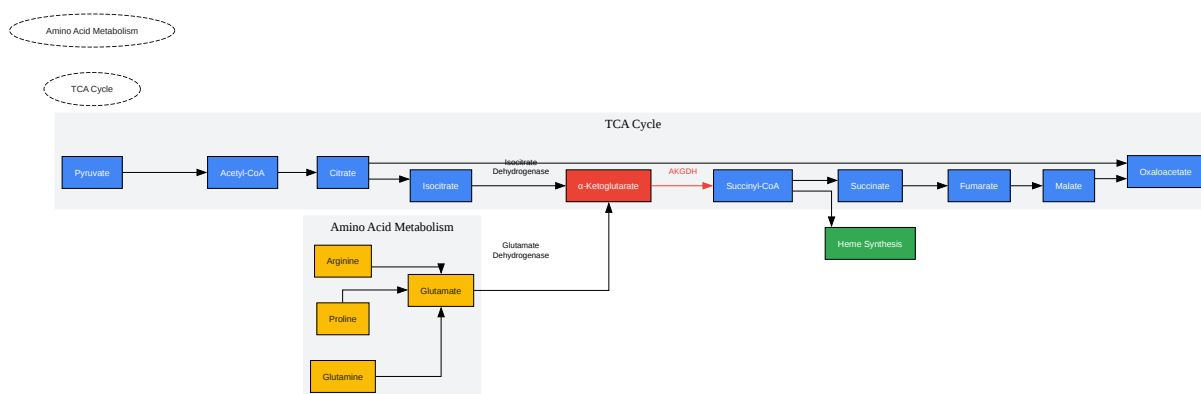 Amino Acid Metabolism
TCA Cycle
TCA Cycle
Pyruvate
Acetyl-CoA
Citrate
Isocitrate
Isocitrate
Dehydrogenase
α-Ketoglutarate
AKGDH
Succinyl-CoA
Succinate
Fumarate
Malate
Oxaloacetate
Heme Synthesis
Amino Acid Metabolism
Arginine
Glutamate
Proline
Glutamine
Glutamate
Dehydrogenase